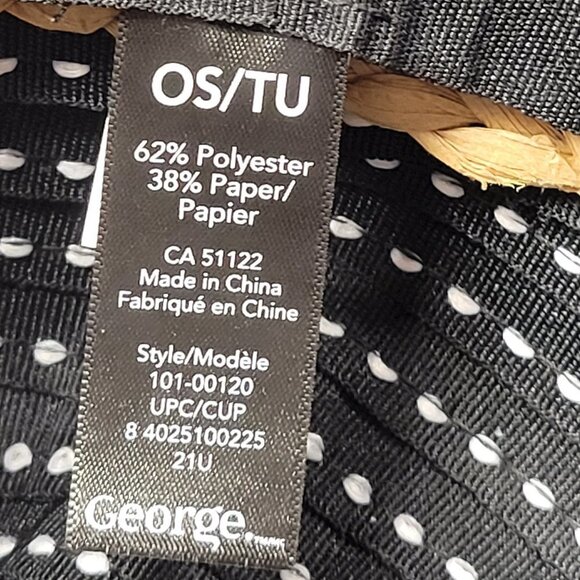 OS/TU
62% Polyester
38% Paper/
Papier
CA 51122
Made in China
Fabriqué en Chine
Style/Modèle
101-00120
UPC/CUP
8 4025100225
21U
George.